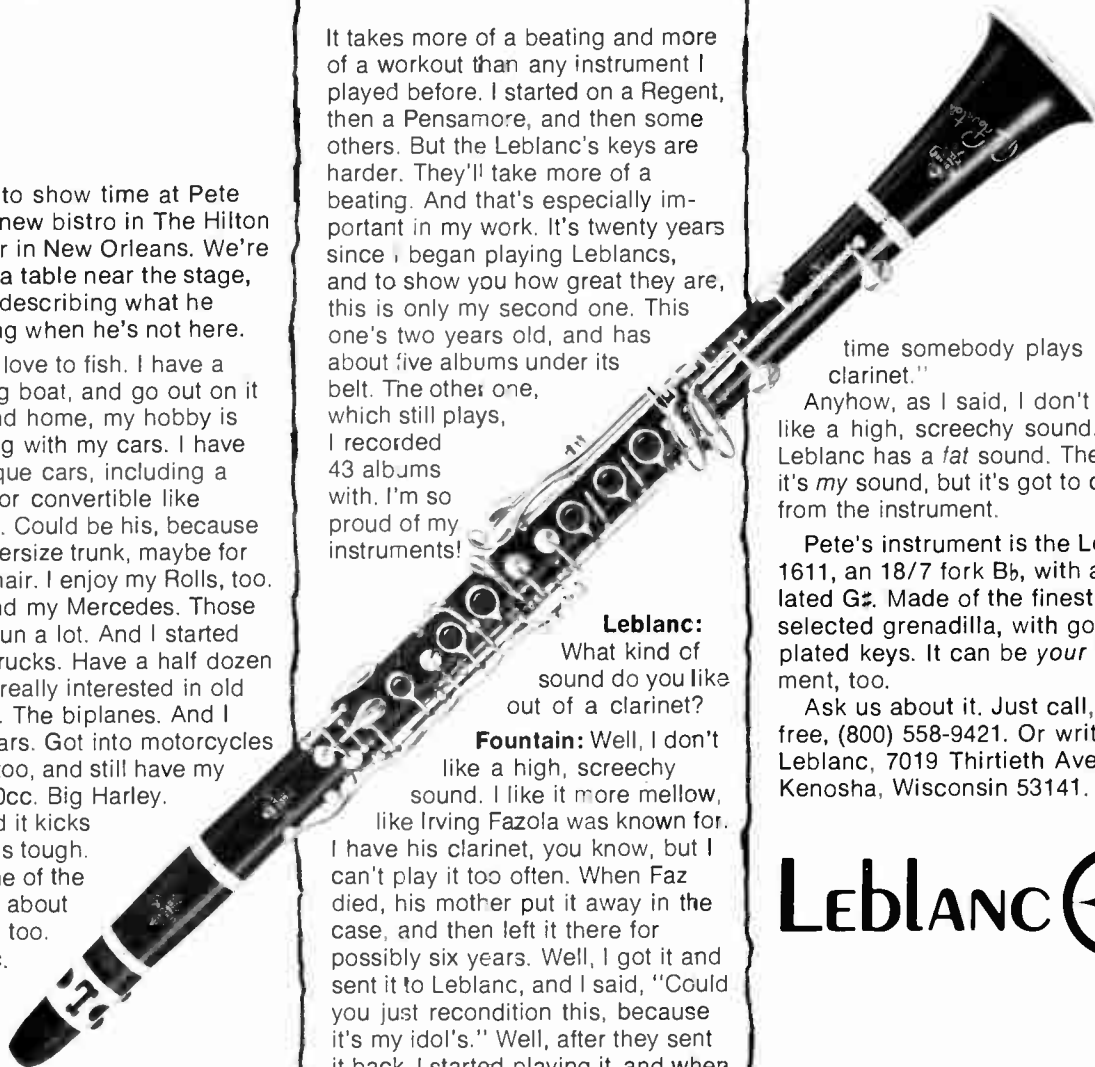 to show time at Pete
new bistro in The Hilton
r in New Orleans. We're
a table near the stage,
describing what he
ng when he's not here.
love to fish. I have a
g boat, and go out on it
nd home, my hobby is
g with my cars. I have
que cars, including a
or convertible like
. Could be his, because
ersize trunk, maybe for
hair. I enjoy my Rolls, too.
nd my Mercedes. Those
un a lot. And I started
rucks. Have a half dozen
really interested in old
. The biplanes. And I
ars. Got into motorcycles
too, and still have my
0cc. Big Harley.
d it kicks
s tough.
ne of the
about
too.
c.
It takes more of a beating and more
of a workout than any instrument I
played before. I started on a Regent,
then a Pensamore, and then some
others. But the Leblanc's keys are
harder. They'll take more of a
beating. And that's especially im-
portant in my work. It's twenty years
since I began playing Leblancs,
and to show you how great they are,
this is only my second one. This
one's two years old, and has
about five albums under its
belt. The other one,
which still plays,
I recorded
43 albums
with. I'm so
proud of my
instruments!
Leblanc:
What kind of
sound do you like
out of a clarinet?
Fountain: Well, I don't
like a high, screechy
sound. I like it more mellow,
like Irving Fazola was known for.
I have his clarinet, you know, but I
can't play it too often. When Faz
died, his mother put it away in the
case, and then left it there for
possibly six years. Well, I got it and
sent it to Leblanc, and I said, "Could
you just recondition this, because
it's my idol's." Well, after they sent
it back, I started playing it, and when
time somebody plays
clarinet."
Anyhow, as I said, I don't
like a high, screechy sound.
Leblanc has a fat sound. The
it's my sound, but it's got to c
from the instrument.
Pete's instrument is the Le
1611, an 18/7 fork B♭, with a
lated G♯. Made of the finest
selected grenadilla, with go
plated keys. It can be your
ment, too.
Ask us about it. Just call,
free, (800) 558-9421. Or writ
Leblanc, 7019 Thirtieth Ave
Kenosha, Wisconsin 53141.
LEblANC